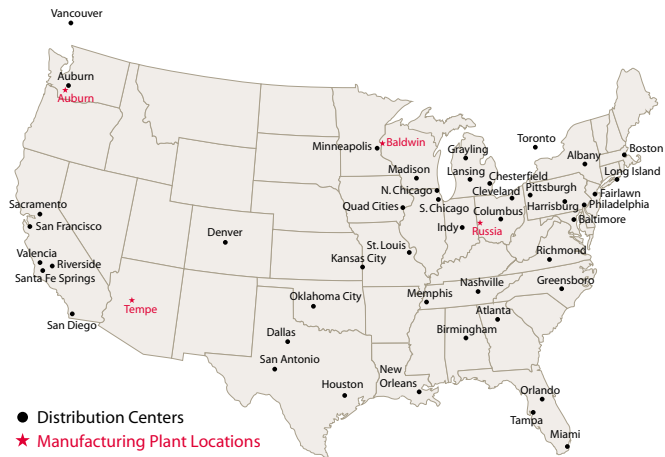 Vancouver
Auburn
Auburn
Minneapolis
Baldwin
Grayling
Toronto
Boston
Albany
Madison
Lansing
Chesterfield
Long Island
N. Chicago
Cleveland
Pittsburgh
Fairlawn
Sacramento
Quad Cities
S. Chicago
Columbus
Harrisburg
Philadelphia
San Francisco
Denver
Indy
Russia
Baltimore
St. Louis
Valencia
Kansas City
Richmond
Riverside
Santa Fe Springs
Nashville
Greensboro
Oklahoma City
Memphis
Tempe
Atlanta
San Diego
Dallas
Birmingham
San Antonio
New
Orleans
Houston
Orlando
Tampa
Miami
Distribution Centers
Manufacturing Plant Locations